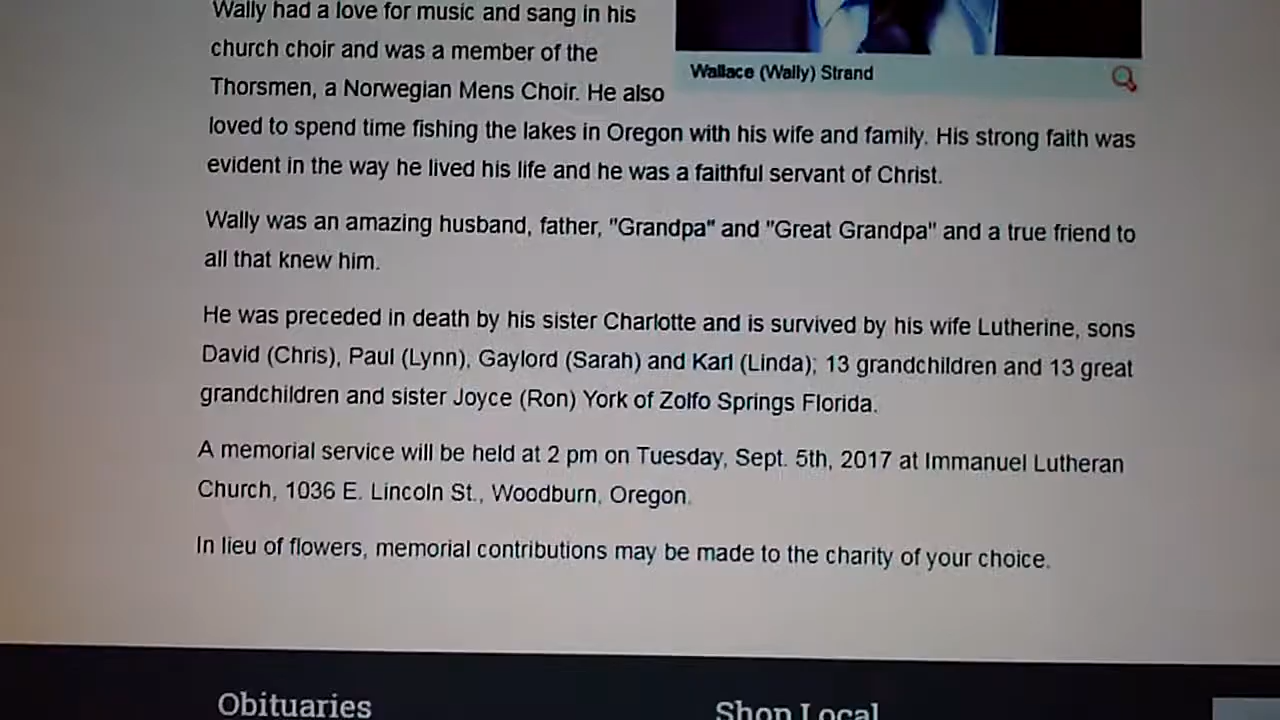 Wally had a love for music and sang in his
church choir and was a member of the
Thorsmen, a Norwegian Mens Choir. He also
Wallace (Wally) Strand
loved to spend time fishing the lakes in Oregon with his wife and family. His strong faith was
evident in the way he lived his life and he was a faithful servant of Christ.
Wally was an amazing husband, father, "Grandpa" and "Great Grandpa" and a true friend to
all that knew him.
He was preceded in death by his sister Charlotte and is survived by his wife Lutherine, sons
David (Chris), Paul (Lynn), Gaylord (Sarah) and Karl (Linda); 13 grandchildren and 13 great
grandchildren and sister Joyce (Ron) York of Zolfo Springs Florida.
A memorial service will be held at 2 pm on Tuesday, Sept. 5th, 2017 at Immanuel Lutheran
Church, 1036 E. Lincoln St., Woodburn, Oregon.
In lieu of flowers, memorial contributions may be made to the charity of your choice.
Obituaries
Shop Local